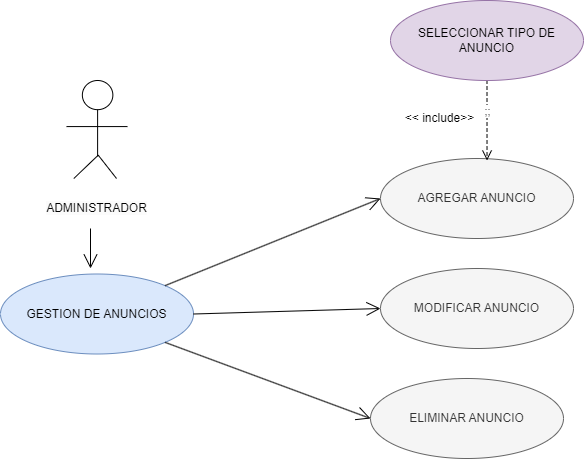 SELECCIONAR TIPO DE
ANUNCIO
<< include>>
ADMINISTRADOR
AGREGAR ANUNCIO
GESTION DE ANUNCIOS
MODIFICAR ANUNCIO
ELIMINAR ANUNCIO